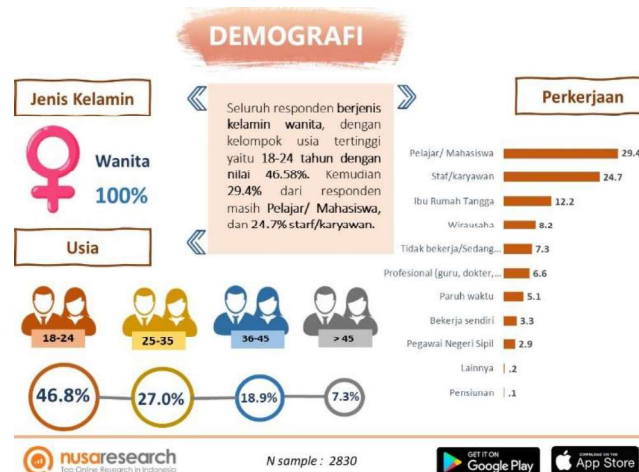 DEMOGRAFI
Jenis Kelamin
Wanita
100%
Seluruh responden berjenis
kelamin wanita, dengan
kelompok usia tertinggi
yaitu 18-24 tahun dengan
nilai 46.58%. Kemudian
29.4% dari responden
masih Pelajar/ Mahasiswa,
dan 24.7% starf/karyawan.
Perkerjaan
Pelajar/ Mahasiswa 29.4
Staf/karyawan 24.7
Ibu Rumah Tangga 12.2
Wirausaha 8.2
Tidak bekerja/Sedang... 7.3
Profesional (guru, dokter,... 6.6
Paruh waktu 5.1
Bekerja sendiri 3.3
Pegawai Negeri Sipil 2.9
Lainnya .2
Pensiunan .1
Usia
18-24
25-35
36-45
> 45
46.8%
27.0%
18.9%
7.3%
nusaresearch
Top Online Research in Indonesia
N sample : 2830
GET IT ON
Google Play
DOWNLOAD ON THE
App Store